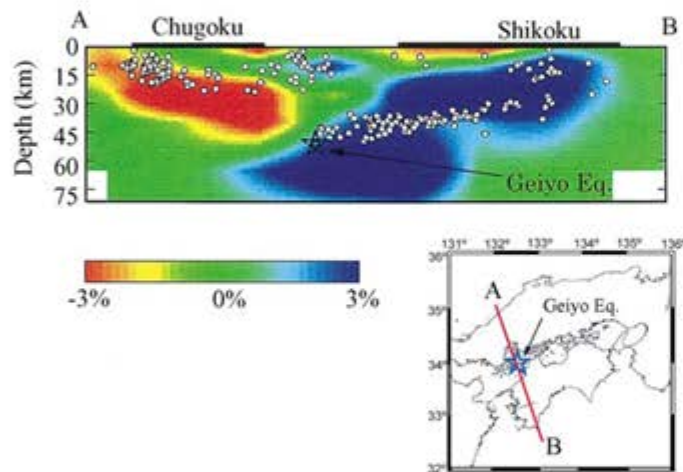 A
Chugoku
Shikoku
B
Depth (km)
0
15
30
45
60
75
Geiyo Eq.
-3%
0%
3%
131° 132° 133° 134° 135° 136°
36°
35°
34°
33°
32°
A
Geiyo Eq.
B